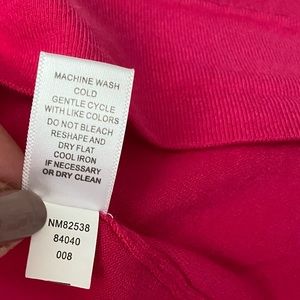 MACHINE WASH
COLD
GENTLE CYCLE
WITH LIKE COLORS
DO NOT BLEACH
RESHAPE AND
DRY FLAT
COOL IRON
IF NECESSARY
OR DRY CLEAN
NM82538
84040
008